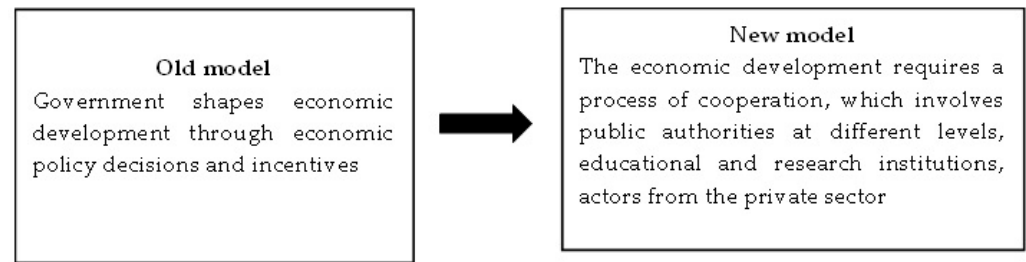 Old model
Government shapes economic
development through economic
policy decisions and incentives
New model
The economic development requires a
process of cooperation, which involves
public authorities at different levels,
educational and research institutions,
actors from the private sector